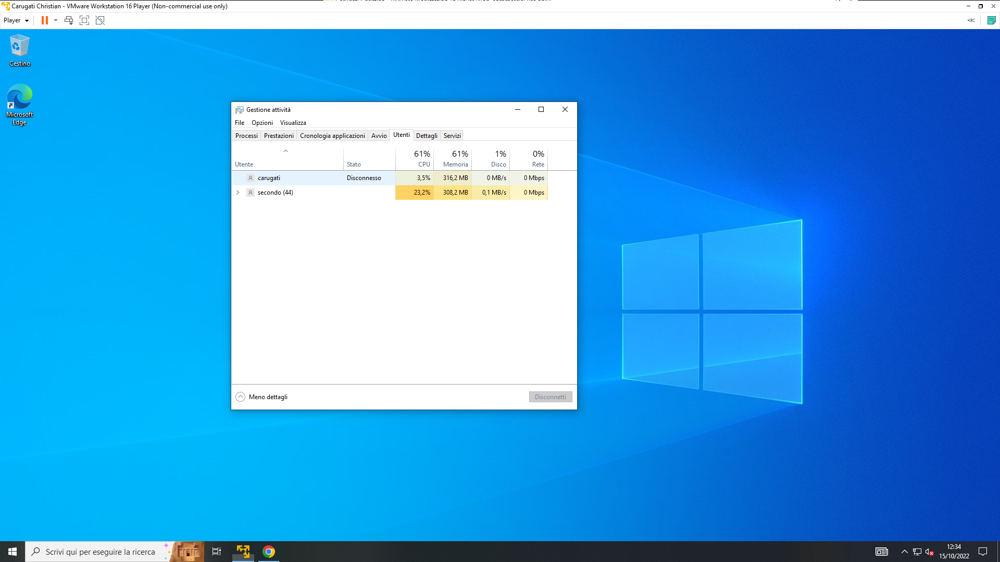 Carugati Christian - VMware Workstation 16 Player (Non-commercial use only)
Player
Cestino
Microsoft
Edge
Gestione attività
File Opzioni Visualizza
Processi Prestazioni Cronologia applicazioni Avvio Utenti Dettagli Servizi
61% 61% 1% 0%
Utente Stato CPU Memoria Disco Rete
carugati Disconnesso 3,5% 316,2 MB 0 MB/s 0 Mbps
secondo (44) 23,2% 308,2 MB 0,1 MB/s 0 Mbps
Meno dettagli Disconnetti
Scrivi qui per eseguire la ricerca
12:34
15/10/2022